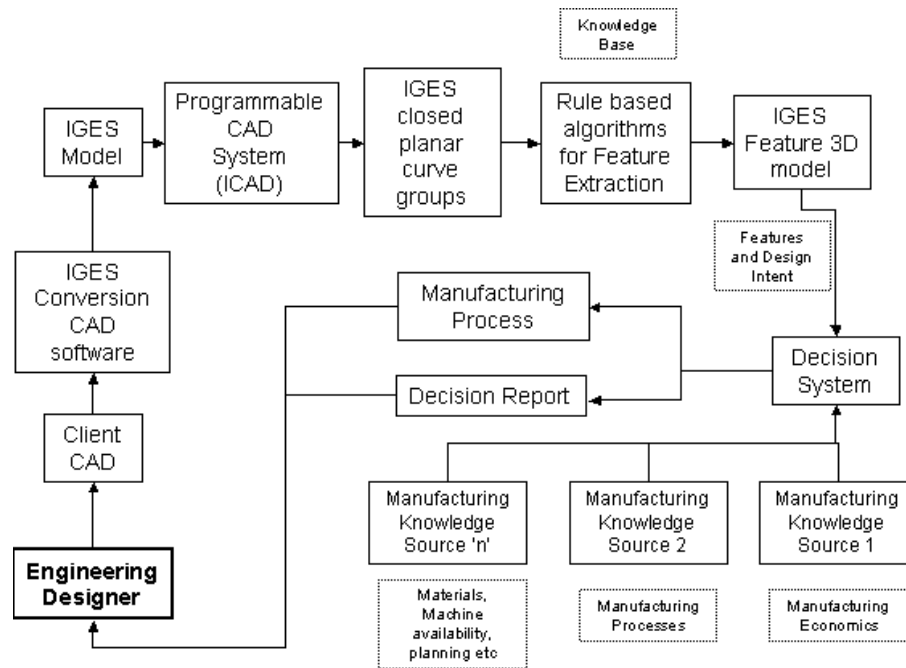 Knowledge
Base
IGES
Model
Programmable
CAD
System
(ICAD)
IGES
closed
planar
curve
groups
Rule based
algorithms
for Feature
Extraction
IGES
Feature 3D
model
Features
and Design
Intent
IGES
Conversion
CAD
software
Manufacturing
Process
Decision
System
Decision Report
Client
CAD
Manufacturing
Knowledge
Source 'n'
Manufacturing
Knowledge
Source 2
Manufacturing
Knowledge
Source 1
Engineering
Designer
Materials,
Machine
availability,
planning etc
Manufacturing
Processes
Manufacturing
Economics